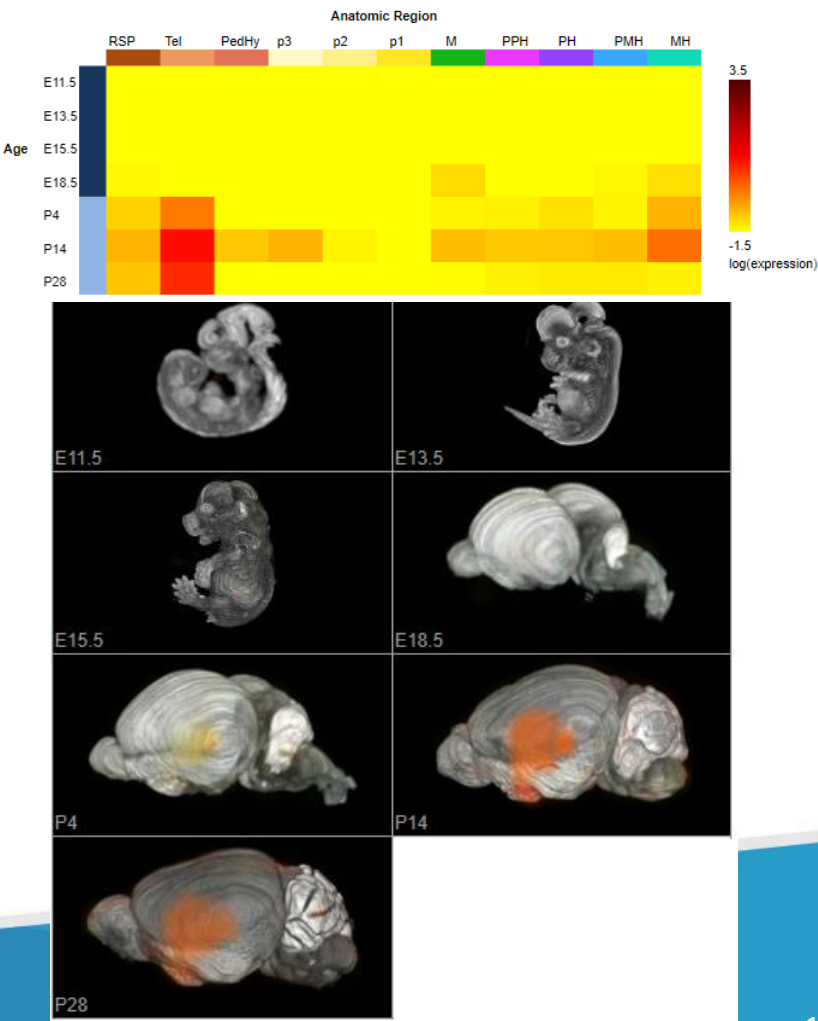 Anatomic Region
RSP Tel PedHy p3 p2 p1 M PPH PH PMH MH
3.5
E11.5
E13.5
Age E15.5
E18.5
P4
P14
-1.5
log(expression)
P28
E11.5 E13.5
E15.5 E18.5
P4 P14
P28